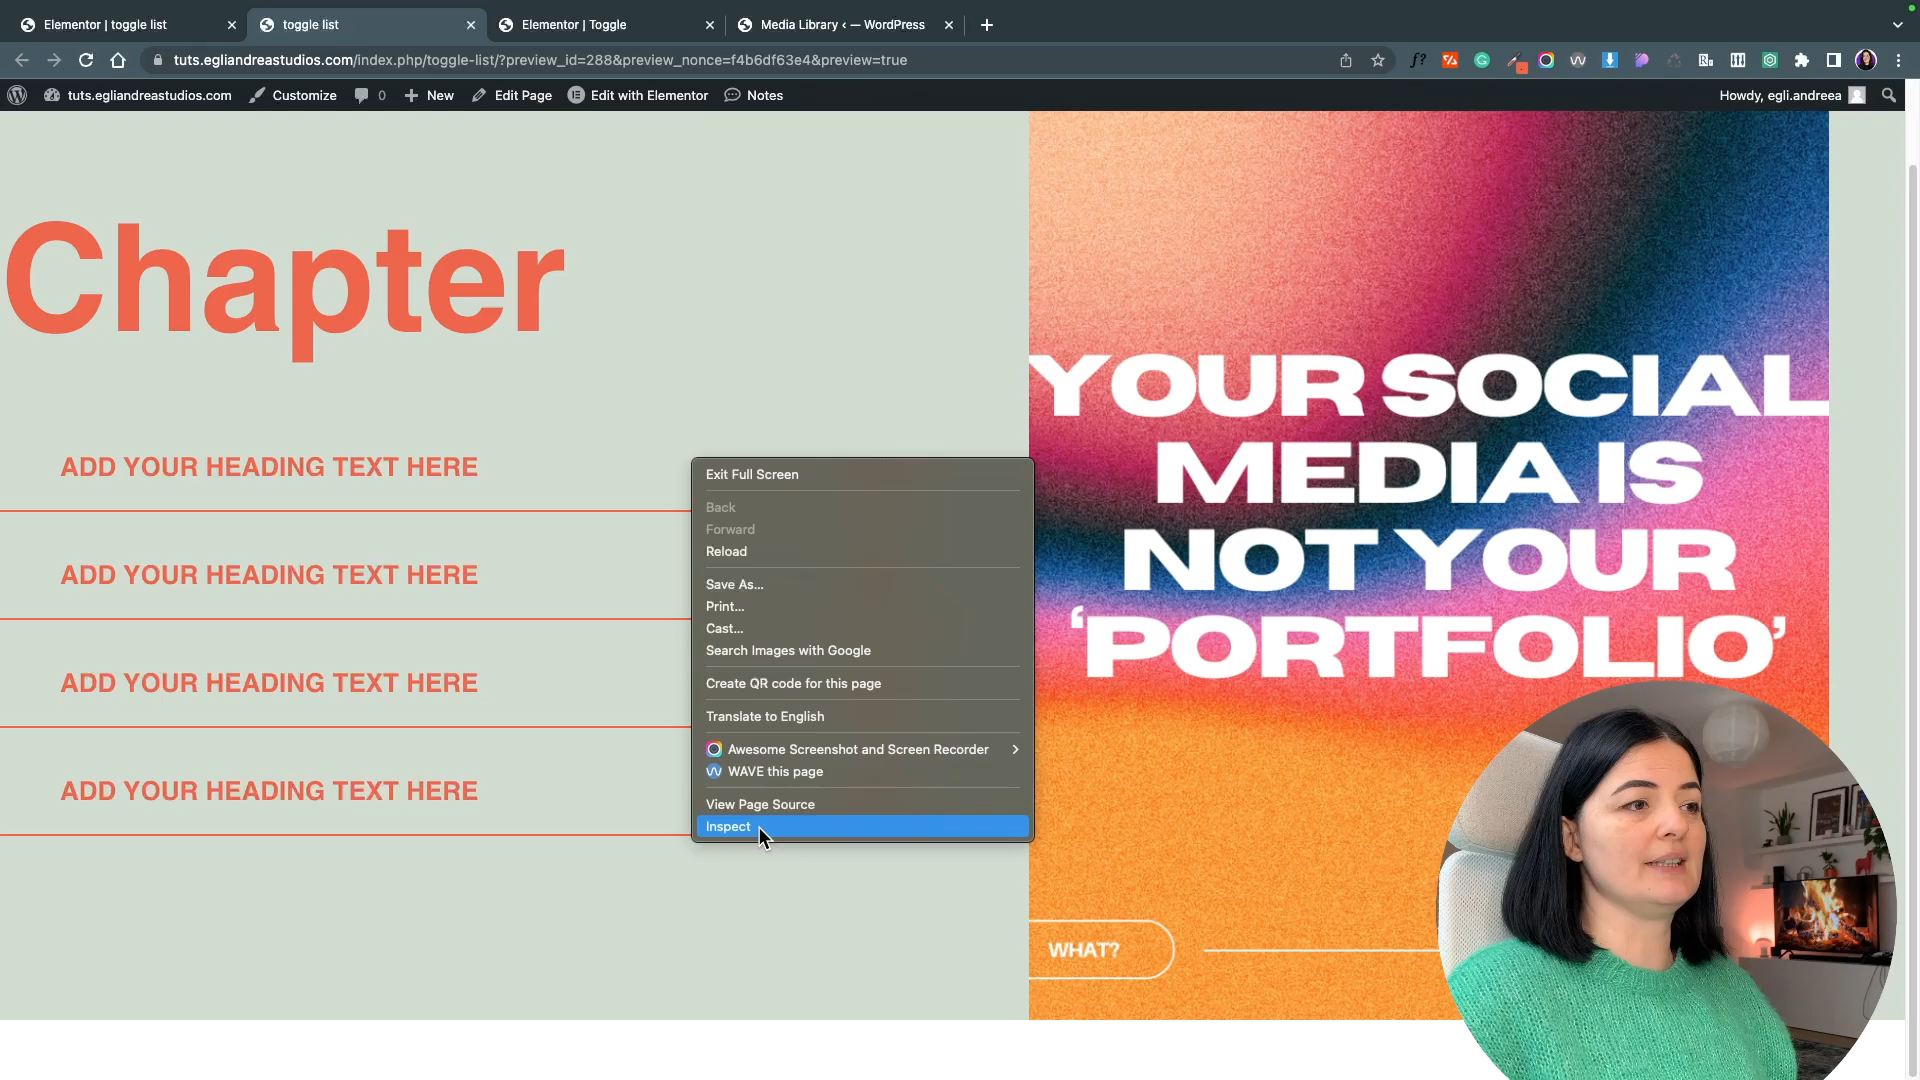 Elementor | toggle list
toggle list
Elementor | Toggle
Media Library ‹ — WordPress
tuts.egliandreastudios.com/index.php/toggle-list/?preview_id=288&preview_nonce=f4b6df63e4&preview=true
tuts.egliandreastudios.com Customize 0 New Edit Page Edit with Elementor Notes Howdy, egli.andreea
Chapter
ADD YOUR HEADING TEXT HERE
ADD YOUR HEADING TEXT HERE
ADD YOUR HEADING TEXT HERE
ADD YOUR HEADING TEXT HERE
Exit Full Screen
Back
Forward
Reload
Save As...
Print...
Cast...
Search Images with Google
Create QR code for this page
Translate to English
Awesome Screenshot and Screen Recorder
WAVE this page
View Page Source
Inspect
YOUR SOCIAL
MEDIA IS
NOT YOUR
‘PORTFOLIO’
WHAT?